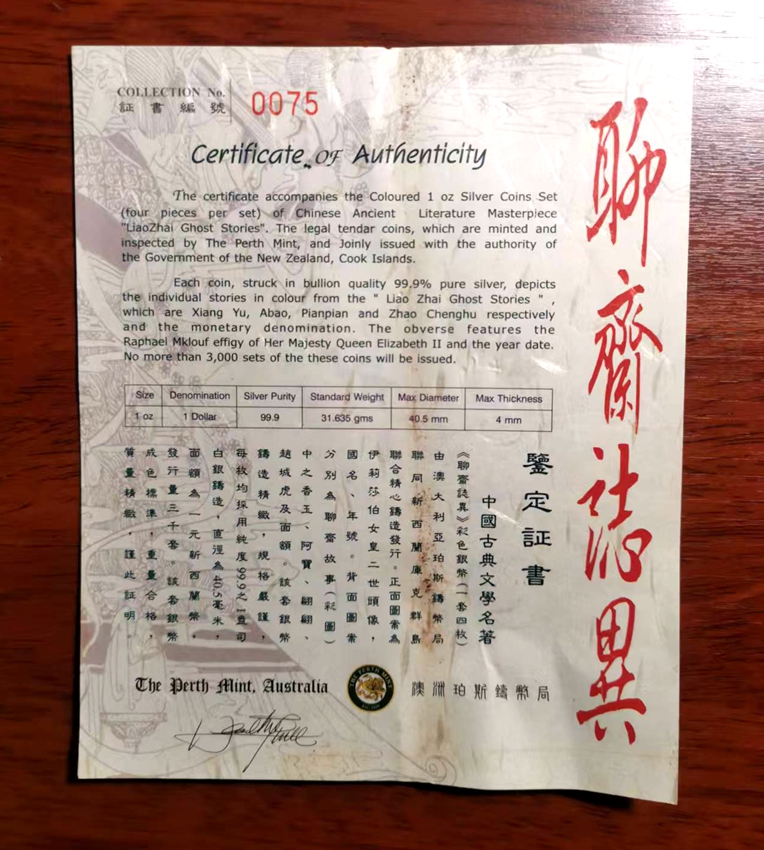 COLLECTION No.
証書編號
0075
Certificate OF Authenticity
The certificate accompanies the Coloured 1 oz Silver Coins Set
(four pieces per set) of Chinese Ancient Literature Masterpiece
"LiaoZhai Ghost Stories". The legal tendar coins, which are minted and
inspected by The Perth Mint, and Joinly issued with the authority of
the Government of the New Zealand, Cook Islands.
Each coin, struck in bullion quality 99.9% pure silver, depicts
the individual stories in colour from the " Liao Zhai Ghost Stories " ,
which are Xiang Yu, Abao, Pianpian and Zhao Chenghu respectively
and the monetary denomination. The obverse features the
Raphael Mklouf effigy of Her Majesty Queen Elizabeth II and the year date.
No more than 3,000 sets of the these coins will be issued.
Size Denomination Silver Purity Standard Weight Max Diameter Max Thickness
1 oz 1 Dollar 99.9 31.635 gms 40.5 mm 4 mm
聊齋誌異
鑒定証書
中國古典文學名著
《聊齋誌異》彩色銀幣(一套四枚)
由澳大利亞珀斯鑄幣局
聯同新西蘭庫克群島
聯合精心鑄造發行。正面圖案為
伊莉莎伯女皇二世頭像,
國名、年號。背面圖案
分別為聊齋故事(彩圖)
中之香玉、阿寶、翩翩、
趙城虎及面額。該套銀幣
鑄造精緻,規格嚴謹,
每枚均採用純度99.9之1盎司
白銀鑄造,直徑為40.5毫米,
面額為一元新西蘭幣,
發行量三千套。該套銀幣
成色標準,重量合格,
質量精緻,謹此証明。
The Perth Mint, Australia
THE PERTH MINT
澳洲珀斯鑄幣局